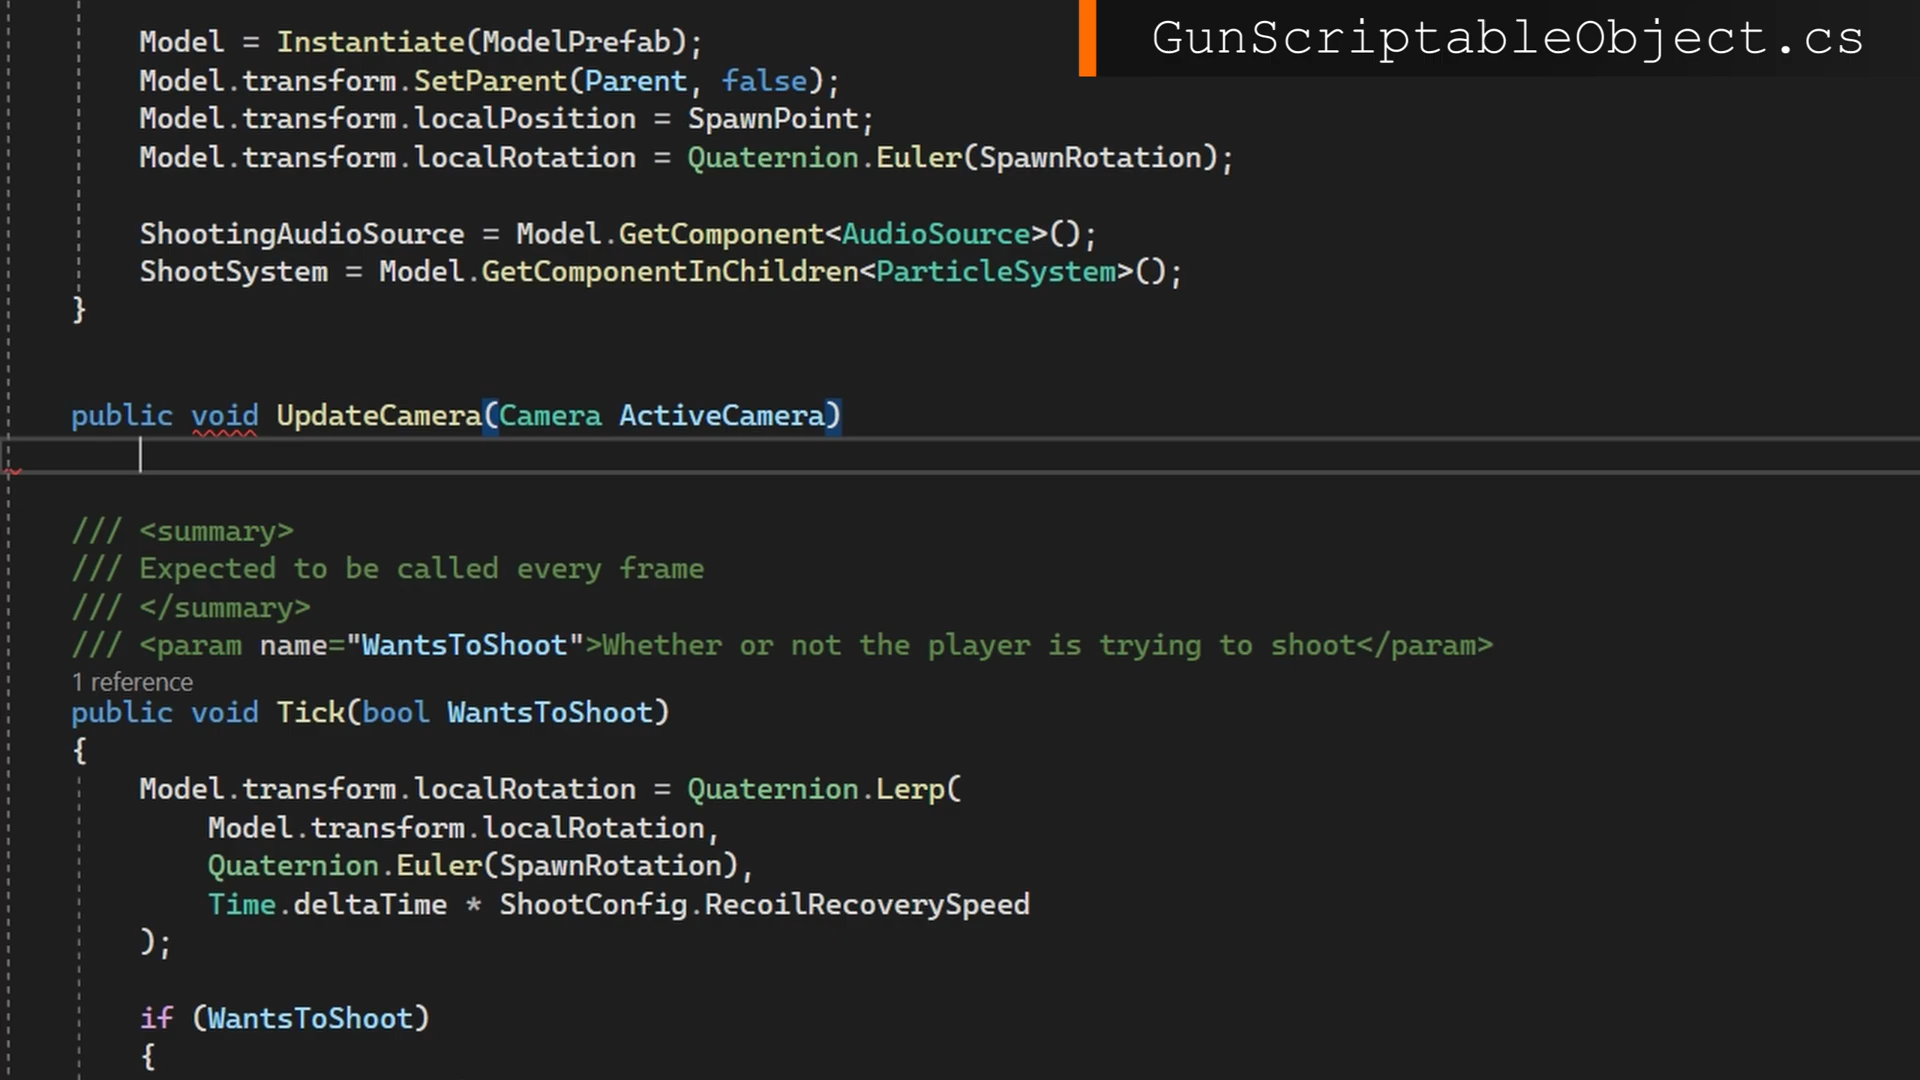 GunScriptableObject.cs
Model = Instantiate(ModelPrefab);
Model.transform.SetParent(Parent, false);
Model.transform.localPosition = SpawnPoint;
Model.transform.localRotation = Quaternion.Euler(SpawnRotation);
ShootingAudioSource = Model.GetComponent<AudioSource>();
ShootSystem = Model.GetComponentInChildren<ParticleSystem>();
}
public void UpdateCamera(Camera ActiveCamera)
/// <summary>
/// Expected to be called every frame
/// </summary>
/// <param name="WantsToShoot">Whether or not the player is trying to shoot</param>
1 reference
public void Tick(bool WantsToShoot)
{
Model.transform.localRotation = Quaternion.Lerp(
Model.transform.localRotation,
Quaternion.Euler(SpawnRotation),
Time.deltaTime * ShootConfig.RecoilRecoverySpeed
);
if (WantsToShoot)
{